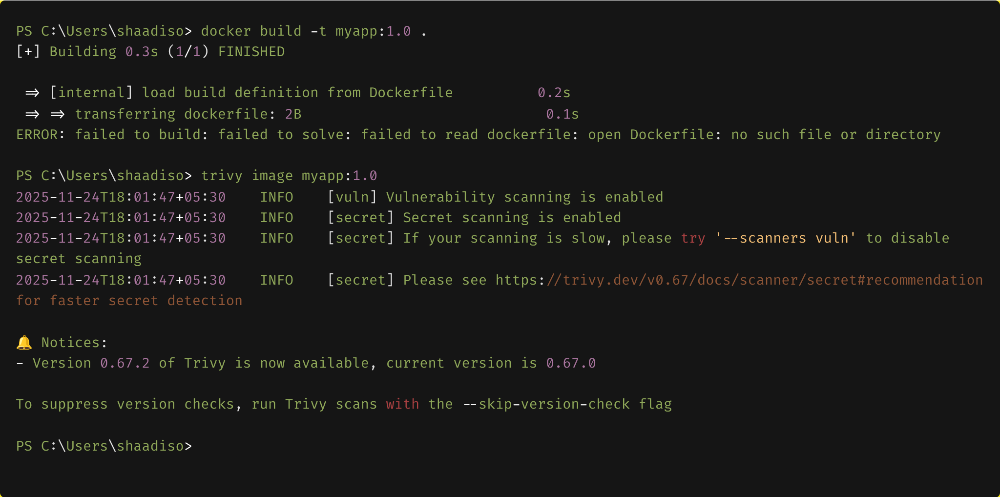 PS C:\Users\shaadiso> docker build -t myapp:1.0 .
[+] Building 0.3s (1/1) FINISHED
=> [internal] load build definition from Dockerfile 0.2s
=> => transferring dockerfile: 2B 0.1s
ERROR: failed to build: failed to solve: failed to read dockerfile: open Dockerfile: no such file or directory
PS C:\Users\shaadiso> trivy image myapp:1.0
2025-11-24T18:01:47+05:30 INFO [vuln] Vulnerability scanning is enabled
2025-11-24T18:01:47+05:30 INFO [secret] Secret scanning is enabled
2025-11-24T18:01:47+05:30 INFO [secret] If your scanning is slow, please try '--scanners vuln' to disable
secret scanning
2025-11-24T18:01:47+05:30 INFO [secret] Please see https://trivy.dev/v0.67/docs/scanner/secret#recommendation
for faster secret detection
🔔 Notices:
- Version 0.67.2 of Trivy is now available, current version is 0.67.0
To suppress version checks, run Trivy scans with the --skip-version-check flag
PS C:\Users\shaadiso>